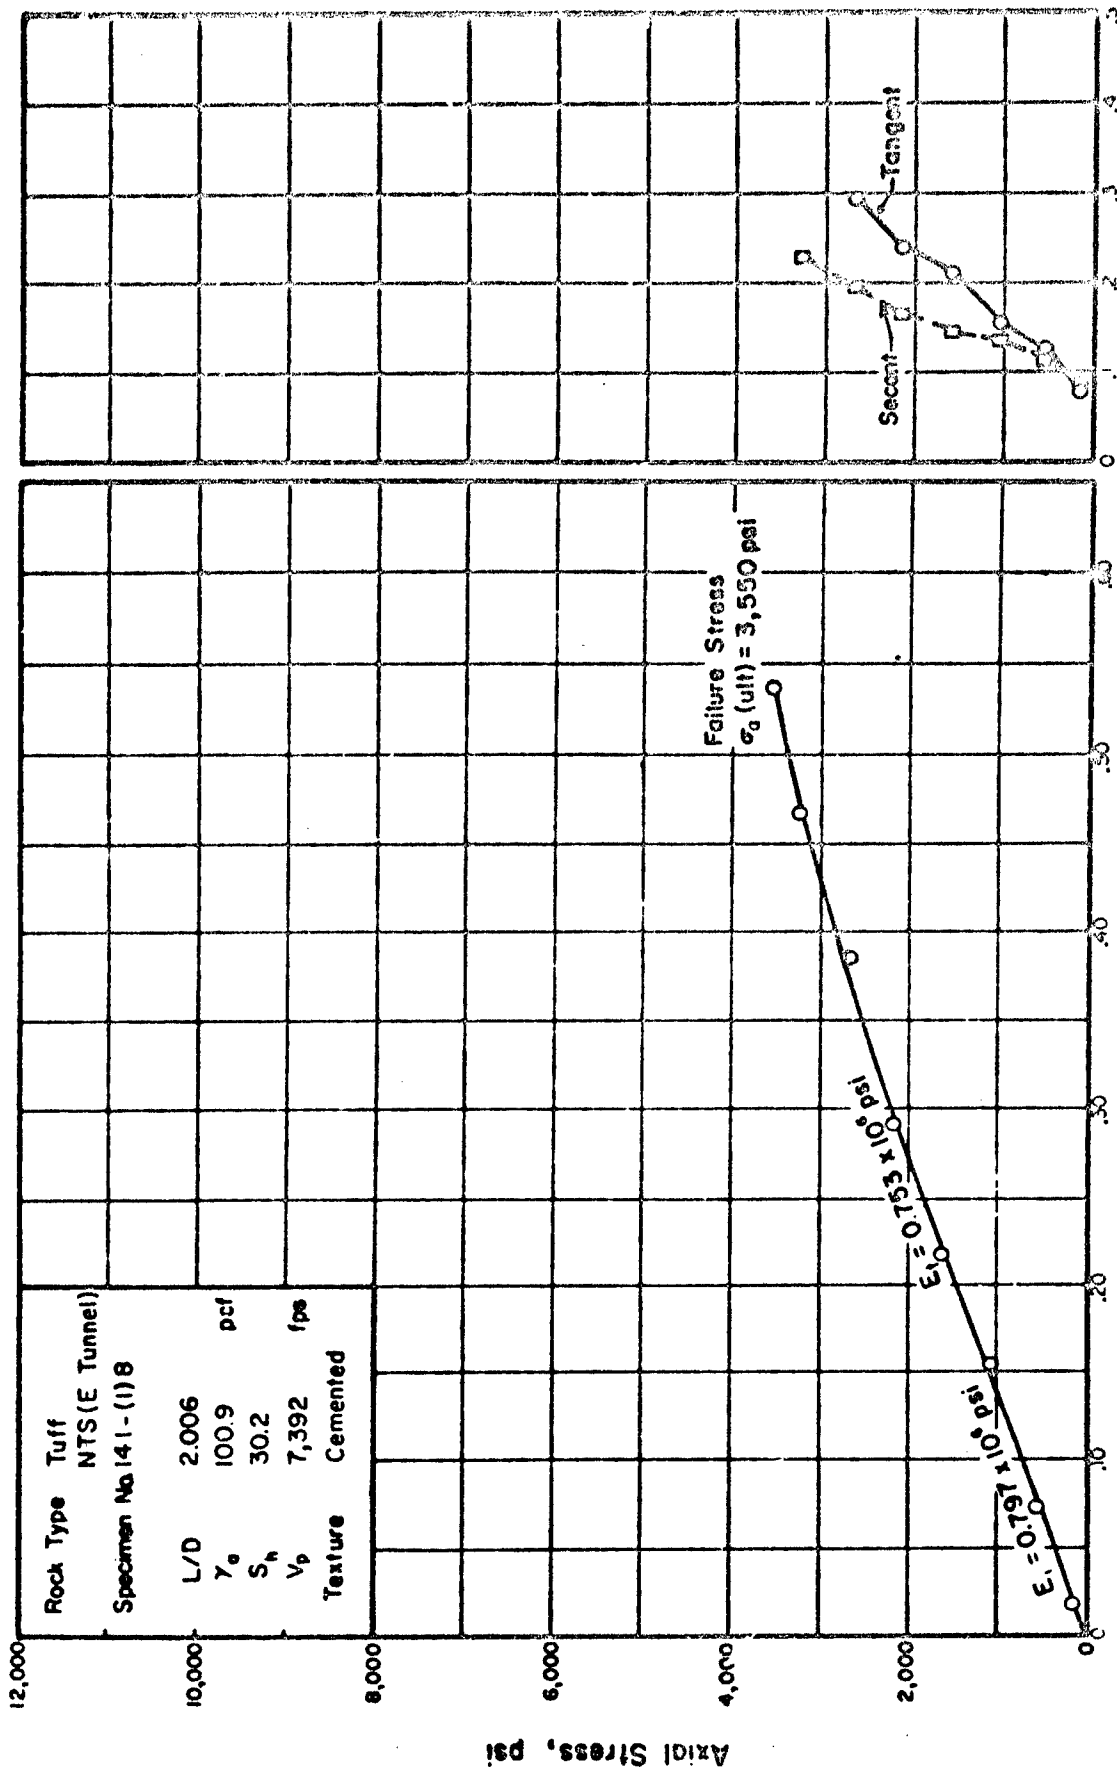 Rock Type Tuff
NTS (E Tunnel)
Specimen No. 141-(1)8
L/D 2.006
γₐ 100.9 pcf
Sₕ 30.2
Vₚ 7,392 fps
Texture Cemented
Axial Stress, psi
12,000
10,000
8,000
6,000
4,000
2,000
0
E₁ = 0.797 x 10⁶ psi
Eₜ = 0.753 x 10⁶ psi
Failure Stress
σₐ (ult) = 3,550 psi
0 .10 .20 .30 .40 .50 .60
Secant
Tangent
0 .1 .2 .3 .4 .5